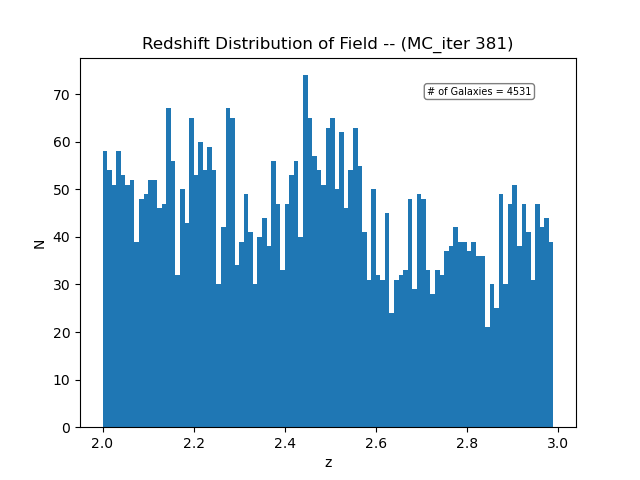 Redshift Distribution of Field -- (MC_iter 381)
# of Galaxies = 4531
70
60
50
40
30
20
10
0
N
2.0 2.2 2.4 2.6 2.8 3.0
z